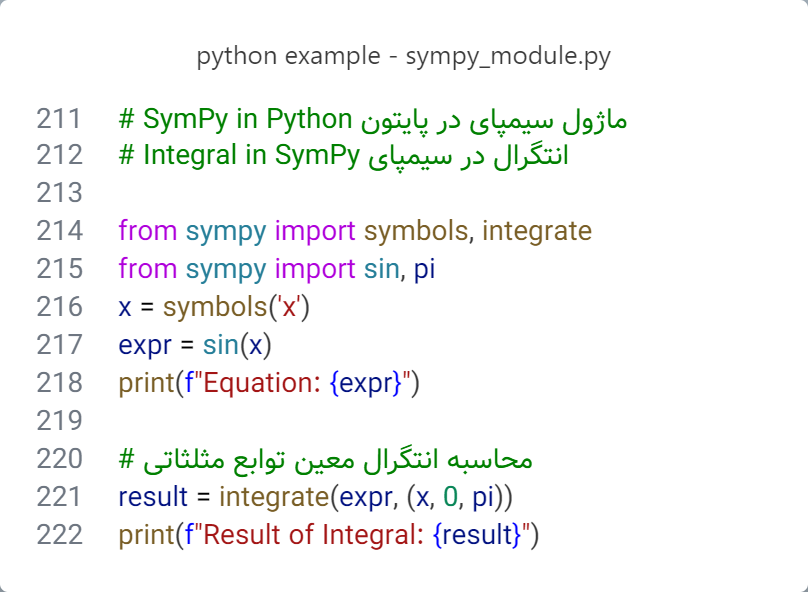 python example - sympy_module.py
211 # SymPy in Python ماژول سیمپای در پایتون
212 # Integral in SymPy انتگرال در سیمپای
213
214 from sympy import symbols, integrate
215 from sympy import sin, pi
216 x = symbols('x')
217 expr = sin(x)
218 print(f"Equation: {expr}")
219
220 # محاسبه انتگرال معین توابع مثلثاتی
221 result = integrate(expr, (x, 0, pi))
222 print(f"Result of Integral: {result}")